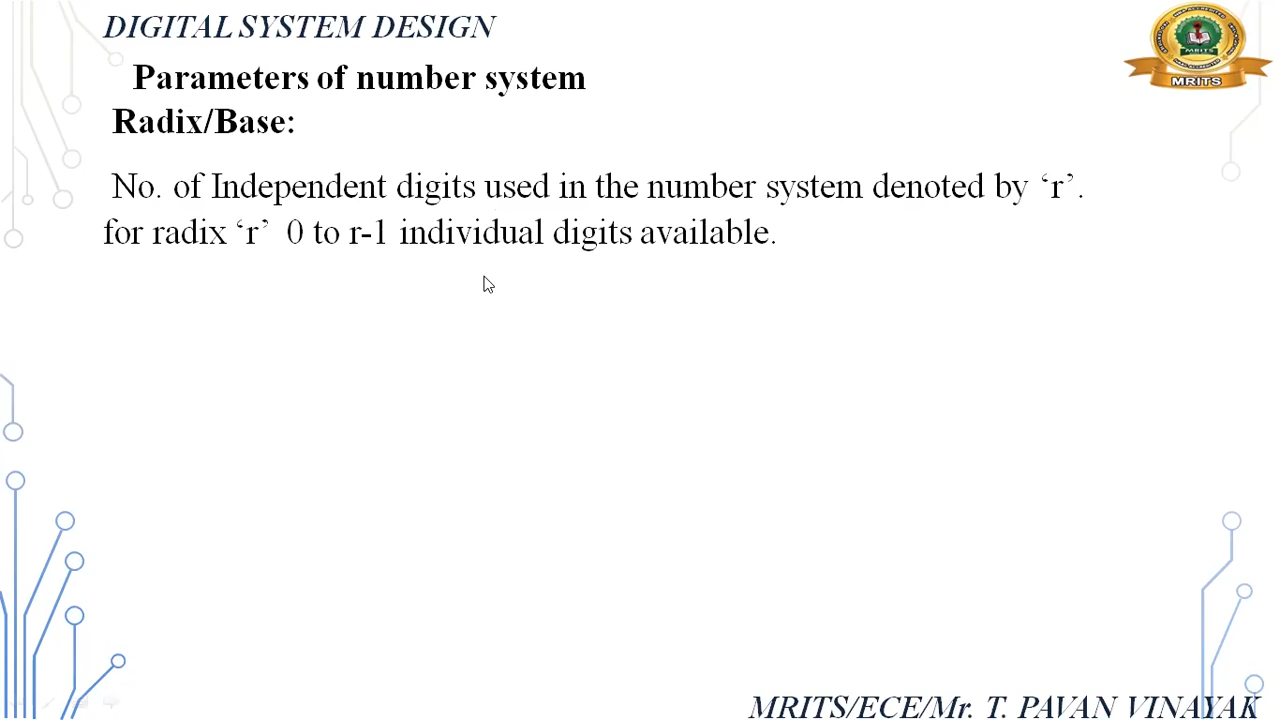 DIGITAL SYSTEM DESIGN
Parameters of number system
Radix/Base:
No. of Independent digits used in the number system denoted by ‘r’.
for radix ‘r’ 0 to r-1 individual digits available.
MRITS
MRITS
MRITS/ECE/Mr. T. PAVAN VINAYAK